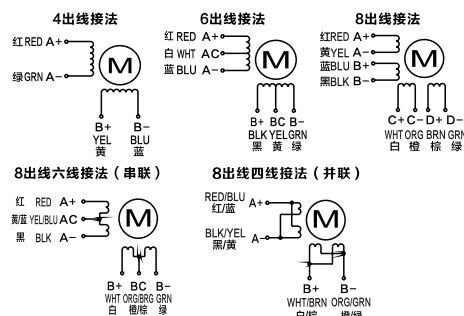 4出线接法
红 RED A+
绿GRN A-
M
B+ B-
YEL BLU
黄 蓝
6出线接法
红 RED A+
白 WHT AC
蓝 BLU A-
M
B+ BC B-
BLK YEL GRN
黑 黄 绿
8出线接法
红RED A+
黄YEL A-
蓝BLU B+
黑BLK B-
M
C+ C- D+ D-
WHT ORG BRN GRN
白 橙 棕 绿
8出线六线接法（串联）
红 RED A+
黄/蓝 YEL/BLU AC
黑 BLK A-
M
B+ BC B-
WHT ORG/BRG GRN
白 橙/棕 绿
8出线四线接法（并联）
RED/BLU A+
红/蓝
BLK/YEL A-
黑/黄
M
B+ B-
WHT/BRN ORG/GRN
白/棕 橙/绿